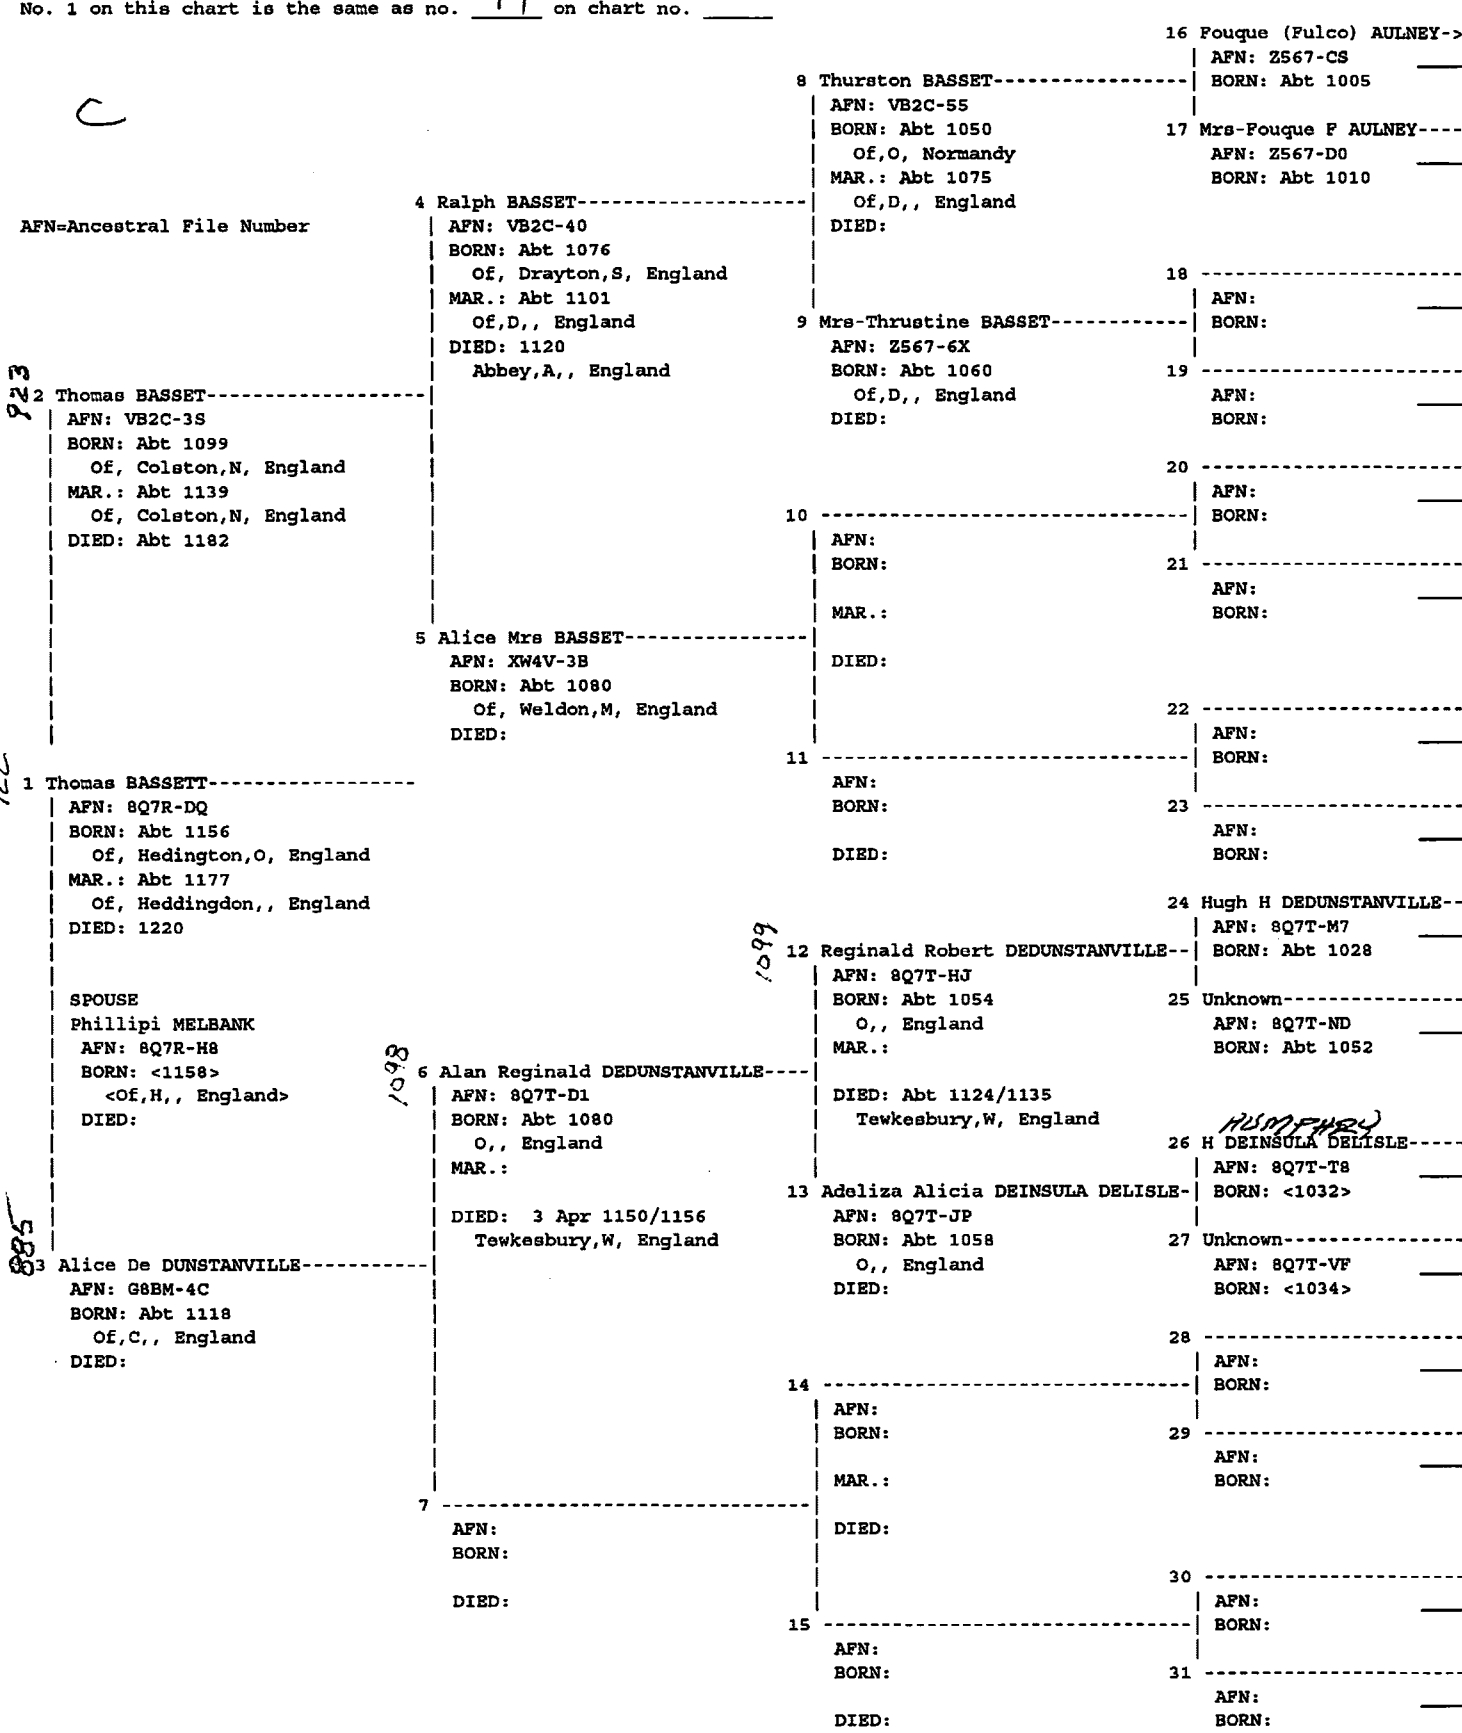 No. 1 on this chart is the same as no. on chart no.
C
AFN=Ancestral File Number
923
2 Thomas BASSET
AFN: VB2C-3S
BORN: Abt 1099
Of, Colston,N, England
MAR.: Abt 1139
Of, Colston,N, England
DIED: Abt 1182
1 Thomas BASSETT
AFN: 8Q7R-DQ
BORN: Abt 1156
Of, Hedington,O, England
MAR.: Abt 1177
Of, Heddingdon,, England
DIED: 1220
SPOUSE
Phillipi MELBANK
AFN: 8Q7R-H8
BORN: <1158>
<Of,H,, England>
DIED:
885
3 Alice De DUNSTANVILLE
AFN: G8BM-4C
BORN: Abt 1118
Of,C,, England
DIED:
4 Ralph BASSET
AFN: VB2C-40
BORN: Abt 1076
Of, Drayton,S, England
MAR.: Abt 1101
Of,D,, England
DIED: 1120
Abbey,A,, England
5 Alice Mrs BASSET
AFN: XW4V-3B
BORN: Abt 1080
Of, Weldon,M, England
DIED:
1098
6 Alan Reginald DEDUNSTANVILLE
AFN: 8Q7T-D1
BORN: Abt 1080
O,, England
MAR.:
DIED: 3 Apr 1150/1156
Tewkesbury,W, England
7
AFN:
BORN:
DIED:
8 Thurston BASSET
AFN: VB2C-55
BORN: Abt 1050
Of,O, Normandy
MAR.: Abt 1075
Of,D,, England
DIED:
9 Mrs-Thrustine BASSET
AFN: Z567-6X
BORN: Abt 1060
Of,D,, England
DIED:
10
AFN:
BORN:
MAR.:
DIED:
11
AFN:
BORN:
DIED:
1099
12 Reginald Robert DEDUNSTANVILLE
AFN: 8Q7T-HJ
BORN: Abt 1054
O,, England
MAR.:
DIED: Abt 1124/1135
Tewkesbury,W, England
13 Adeliza Alicia DEINSULA DELISLE
AFN: 8Q7T-JP
BORN: Abt 1058
O,, England
DIED:
14
AFN:
BORN:
MAR.:
DIED:
15
AFN:
BORN:
DIED:
16 Fouque (Fulco) AULNEY->
AFN: Z567-CS
BORN: Abt 1005
17 Mrs-Fouque F AULNEY
AFN: Z567-D0
BORN: Abt 1010
18
AFN:
BORN:
19
AFN:
BORN:
20
AFN:
BORN:
21
AFN:
BORN:
22
AFN:
BORN:
23
AFN:
BORN:
24 Hugh H DEDUNSTANVILLE
AFN: 8Q7T-M7
BORN: Abt 1028
25 Unknown
AFN: 8Q7T-ND
BORN: Abt 1052
HUMPHRY
26 H DEINSULA DELISLE
AFN: 8Q7T-T8
BORN: <1032>
27 Unknown
AFN: 8Q7T-VF
BORN: <1034>
28
AFN:
BORN:
29
AFN:
BORN:
30
AFN:
BORN:
31
AFN:
BORN: